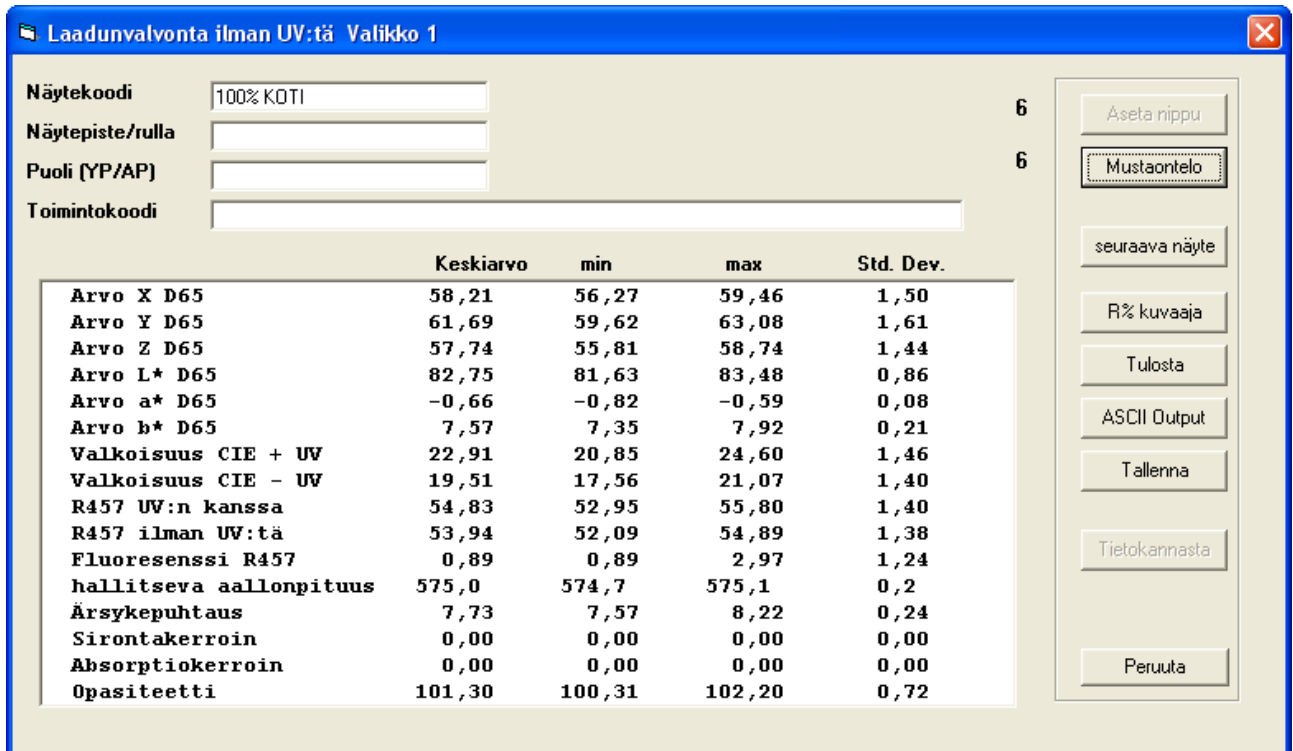 Laadunvalvonta ilman UV:tä Valikko 1
Näytekoodi 100% KOTI 6
Näytepiste/rulla
Puoli (YP/AP) 6
Toimintokoodi
Keskiarvo min max Std. Dev.
Arvo X D65 58,21 56,27 59,46 1,50
Arvo Y D65 61,69 59,62 63,08 1,61
Arvo Z D65 57,74 55,81 58,74 1,44
Arvo L* D65 82,75 81,63 83,48 0,86
Arvo a* D65 -0,66 -0,82 -0,59 0,08
Arvo b* D65 7,57 7,35 7,92 0,21
Valkoisuus CIE + UV 22,91 20,85 24,60 1,46
Valkoisuus CIE - UV 19,51 17,56 21,07 1,40
R457 UV:n kanssa 54,83 52,95 55,80 1,40
R457 ilman UV:tä 53,94 52,09 54,89 1,38
Fluoresenssi R457 0,89 0,89 2,97 1,24
hallitseva aallonpituus 575,0 574,7 575,1 0,2
Ärsykepuhtaus 7,73 7,57 8,22 0,24
Sirontakerroin 0,00 0,00 0,00 0,00
Absorptiokerroin 0,00 0,00 0,00 0,00
Opasiteetti 101,30 100,31 102,20 0,72
Aseta nippu
Mustaontelo
seuraava näyte
R% kuvaaja
Tulosta
ASCII Output
Tallenna
Tietokannasta
Peruuta